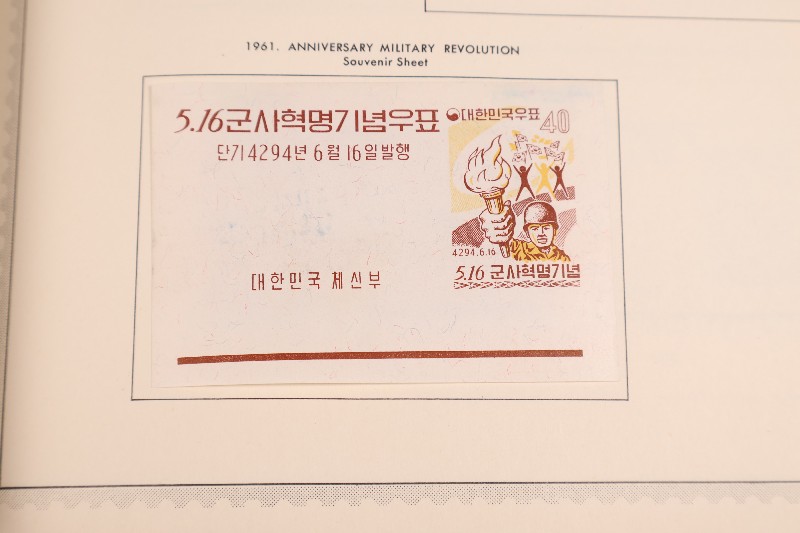 1961. ANNIVERSARY MILITARY REVOLUTION
Souvenir Sheet
5.16군사혁명기념우표
단기4294년 6월 16일발행
대한민국 체신부
대한민국우표
40
4294.6.16
5.16 군사혁명기념